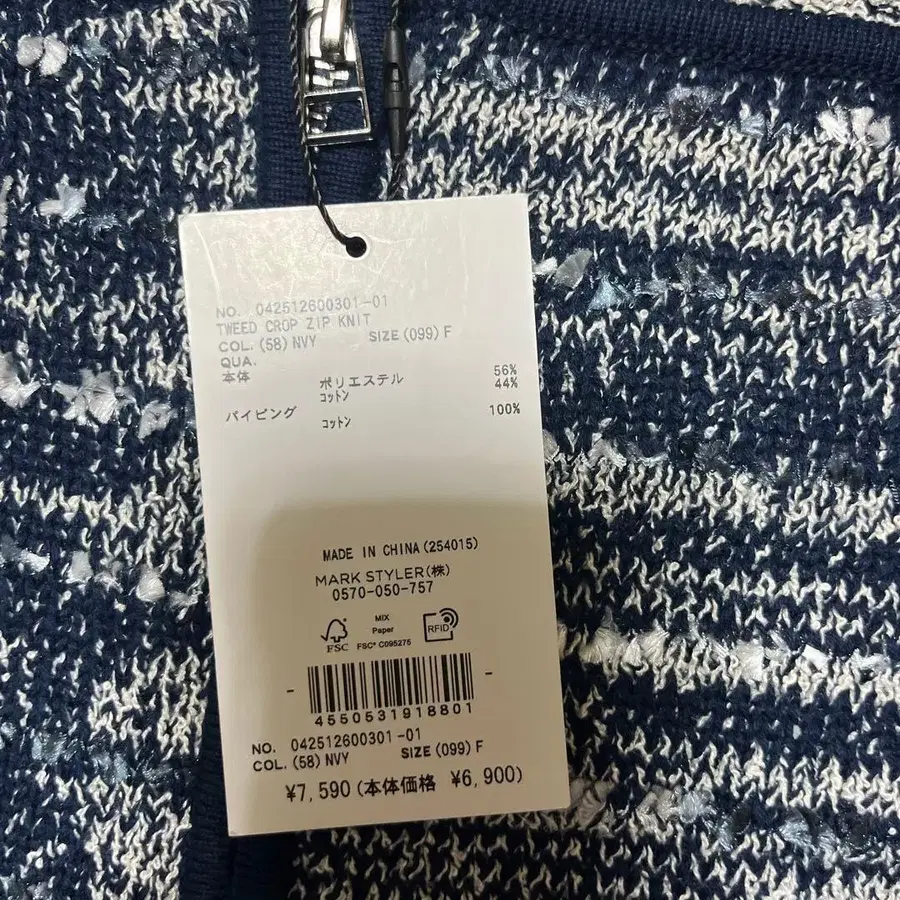 NO. 042512600301-01
TWEED CROP ZIP KNIT
COL.(58)NVY SIZE(099)F
QUA.
本体
ポリエステル 56%
コットン 44%
パイピング
コットン 100%
MADE IN CHINA(254015)
MARK STYLER(株)
0570-050-757
FSC
MIX
Paper
FSC® C095275
RFID
4550531918801
NO. 042512600301-01
COL.(58)NVY SIZE(099)F
¥7,590(本体価格 ¥6,900)